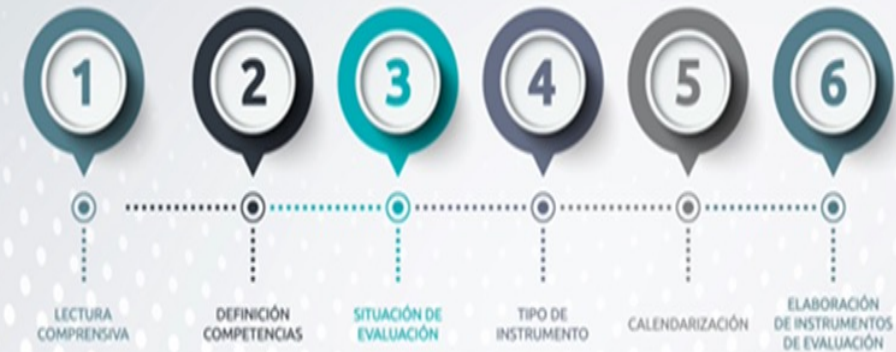 1
2
3
4
5
6
LECTURA
COMPRENSIVA
DEFINICIÓN
COMPETENCIAS
SITUACIÓN DE
EVALUACIÓN
TIPO DE
INSTRUMENTO
CALENDARIZACIÓN
ELABORACIÓN
DE INSTRUMENTOS
DE EVALUACIÓN